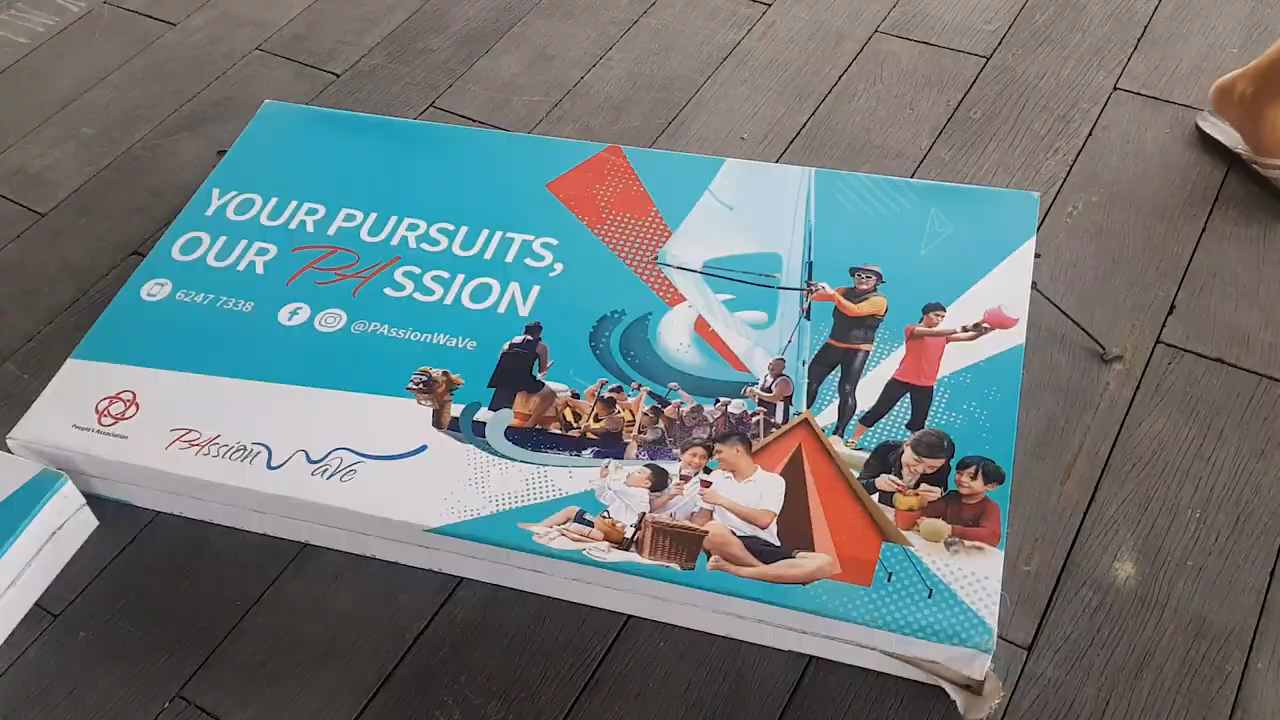 YOUR PURSUITS,
OUR PASSION
6247 7338
@PAssionWaVe
People's Association
PAssion WaVe